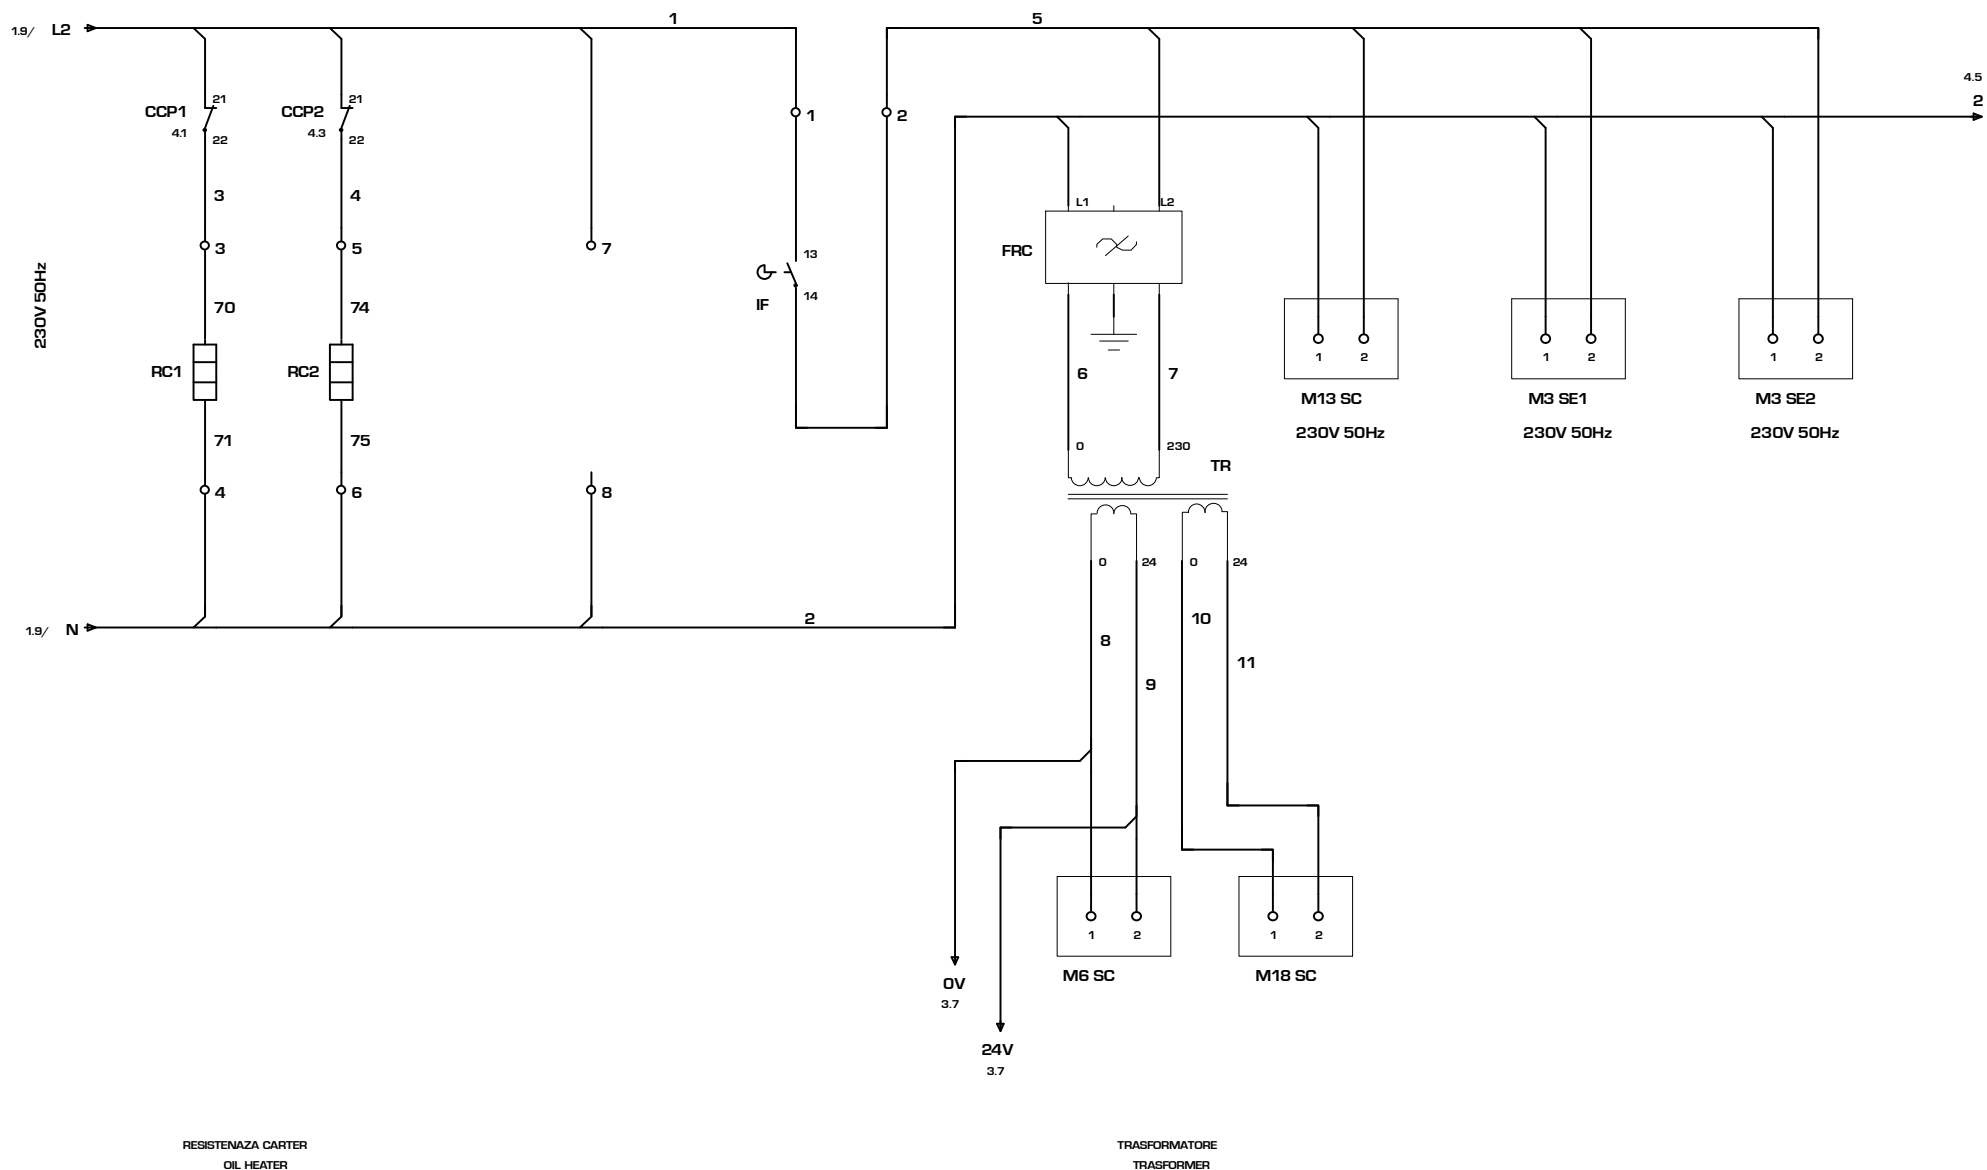 1 5
1.9/ L2
4.5
2
CCP1 21 CCP2 21
4.1 4.3
22 22
1 2
3 4
L1 L2
3 5 7
FRC
13
14
IF
230V 50Hz
70 74
RC1 RC2
6 7
1 2 1 2 1 2
M13 SC M3 SE1 M3 SE2
230V 50Hz 230V 50Hz 230V 50Hz
71 75
0 230
TR
4 6 8
0 24 0 24
1.9/ N 2
8 10
9 11
1 2 1 2
M6 SC M18 SC
0V
3.7
24V
3.7
RESISTENAZA CARTER TRASFORMATORE
OIL HEATER TRASFORMER